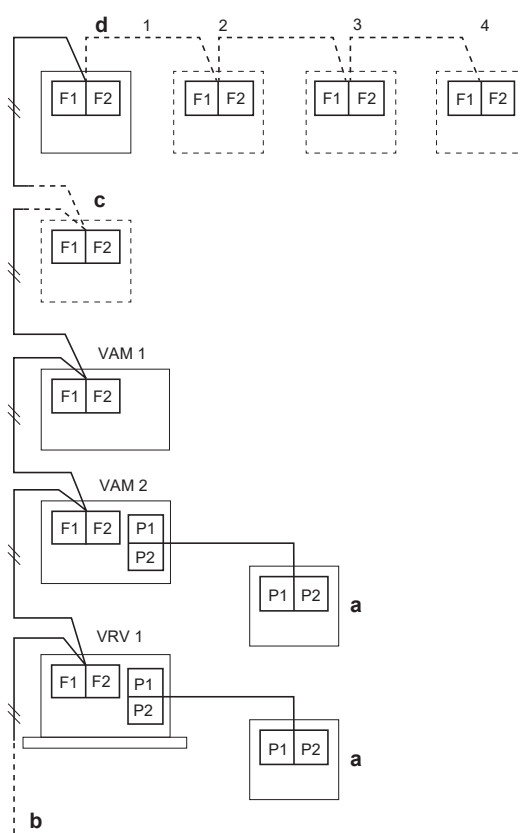 d 1 2 3 4
F1 F2 F1 F2 F1 F2 F1 F2
c
F1 F2
VAM 1
F1 F2
VAM 2
F1 F2 P1
P2
P1 P2 a
VRV 1
F1 F2 P1
P2
P1 P2 a
b